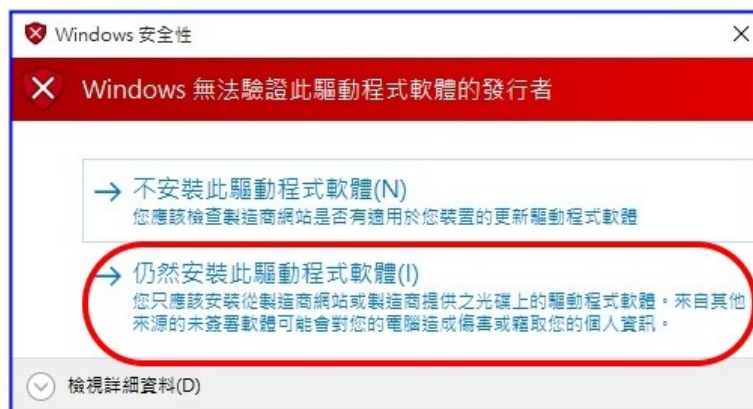 Windows 安全性
Windows 無法驗證此驅動程式軟體的發行者
不安裝此驅動程式軟體(N)
您應該檢查製造商網站是否有適用於您裝置的更新驅動程式軟體
仍然安裝此驅動程式軟體(I)
您只應該安裝從製造商網站或製造商提供之光碟上的驅動程式軟體。來自其他
來源的未簽署軟體可能會對您的電腦造成傷害或竊取您的個人資訊。
檢視詳細資料(D)